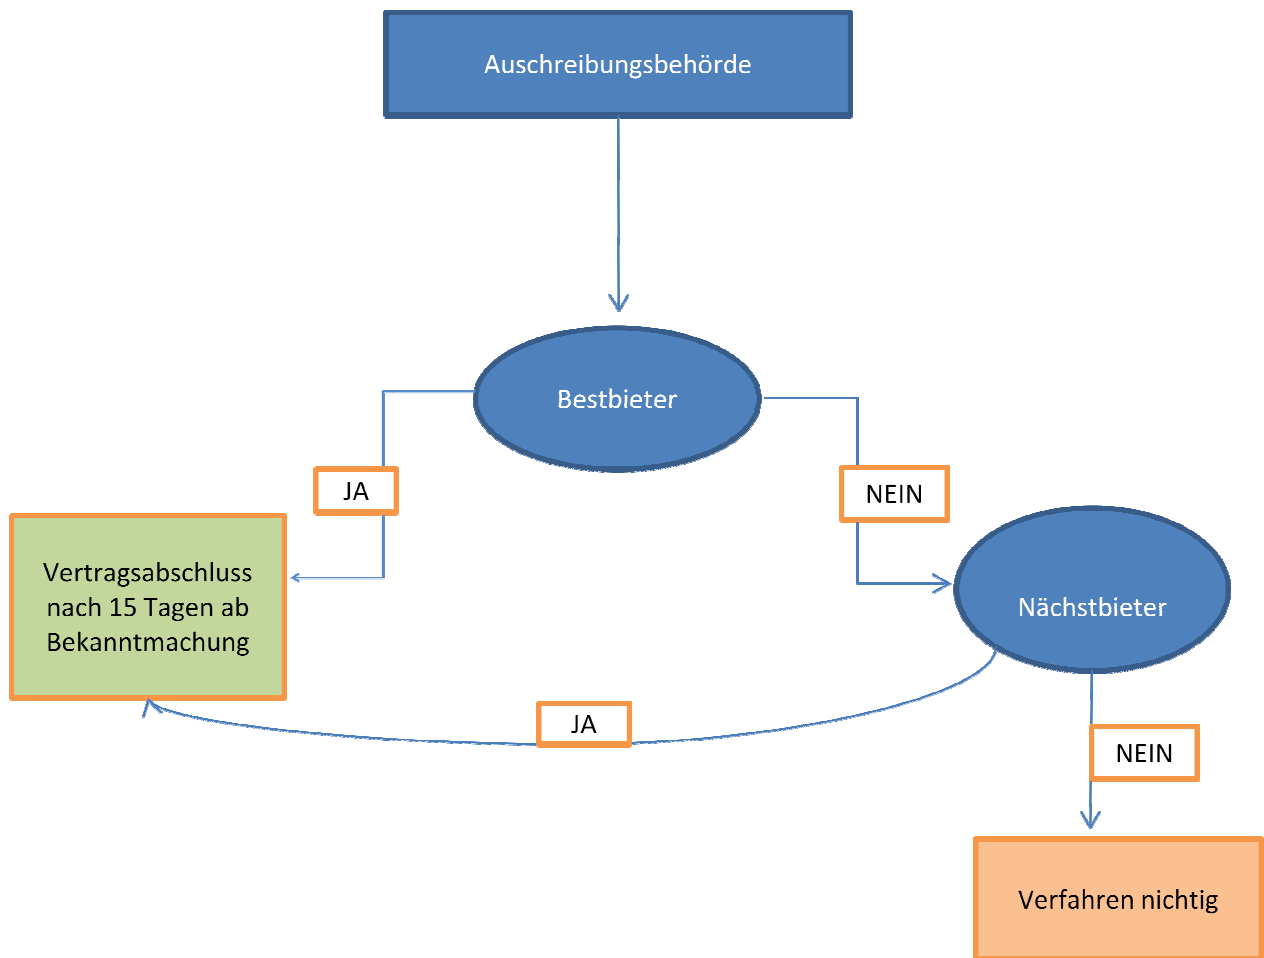 Auschreibungsbehörde
Bestbieter
JA
NEIN
Vertragsabschluss
nach 15 Tagen ab
Bekanntmachung
Nächstbieter
JA
NEIN
Verfahren nichtig